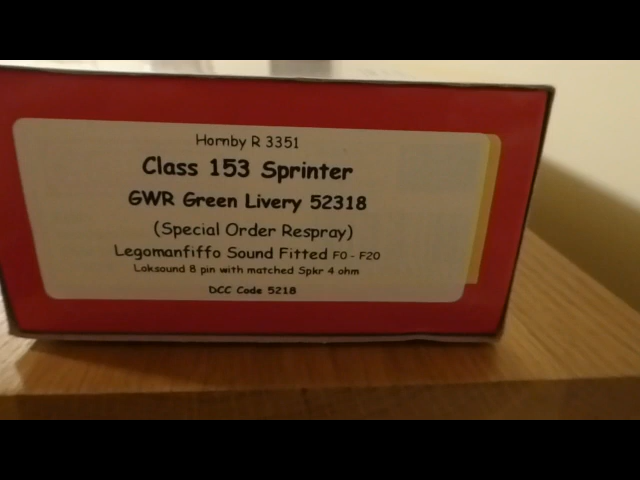 Hornby R 3351
Class 153 Sprinter
GWR Green Livery 52318
(Special Order Respray)
Legomanfiffo Sound Fitted F0 - F20
Loksound 8 pin with matched Spkr 4 ohm
DCC Code 5218